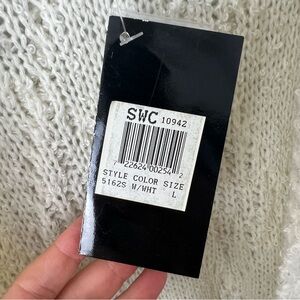 SWC 10942
7 22624 00254 2
STYLE COLOR SIZE
5162S W/WHT L